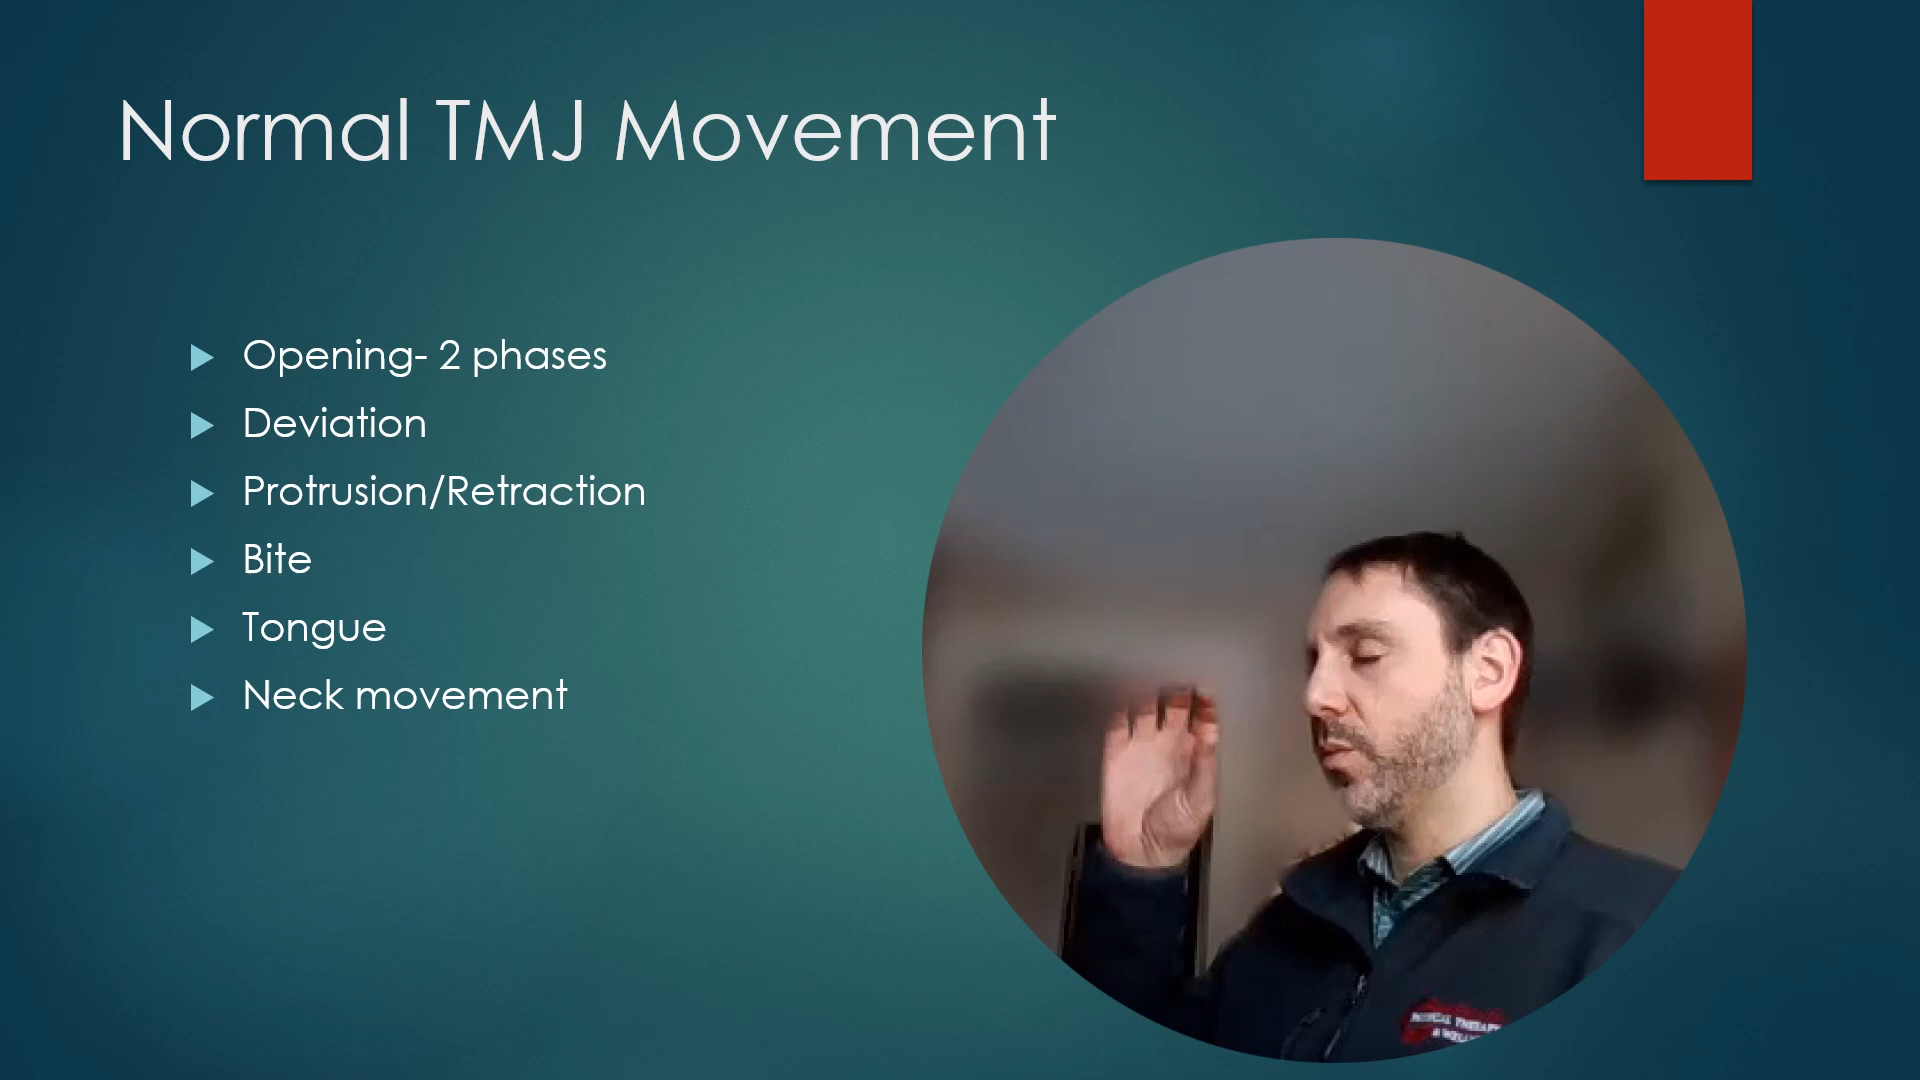 Normal TMJ Movement
Opening- 2 phases
Deviation
Protrusion/Retraction
Bite
Tongue
Neck movement